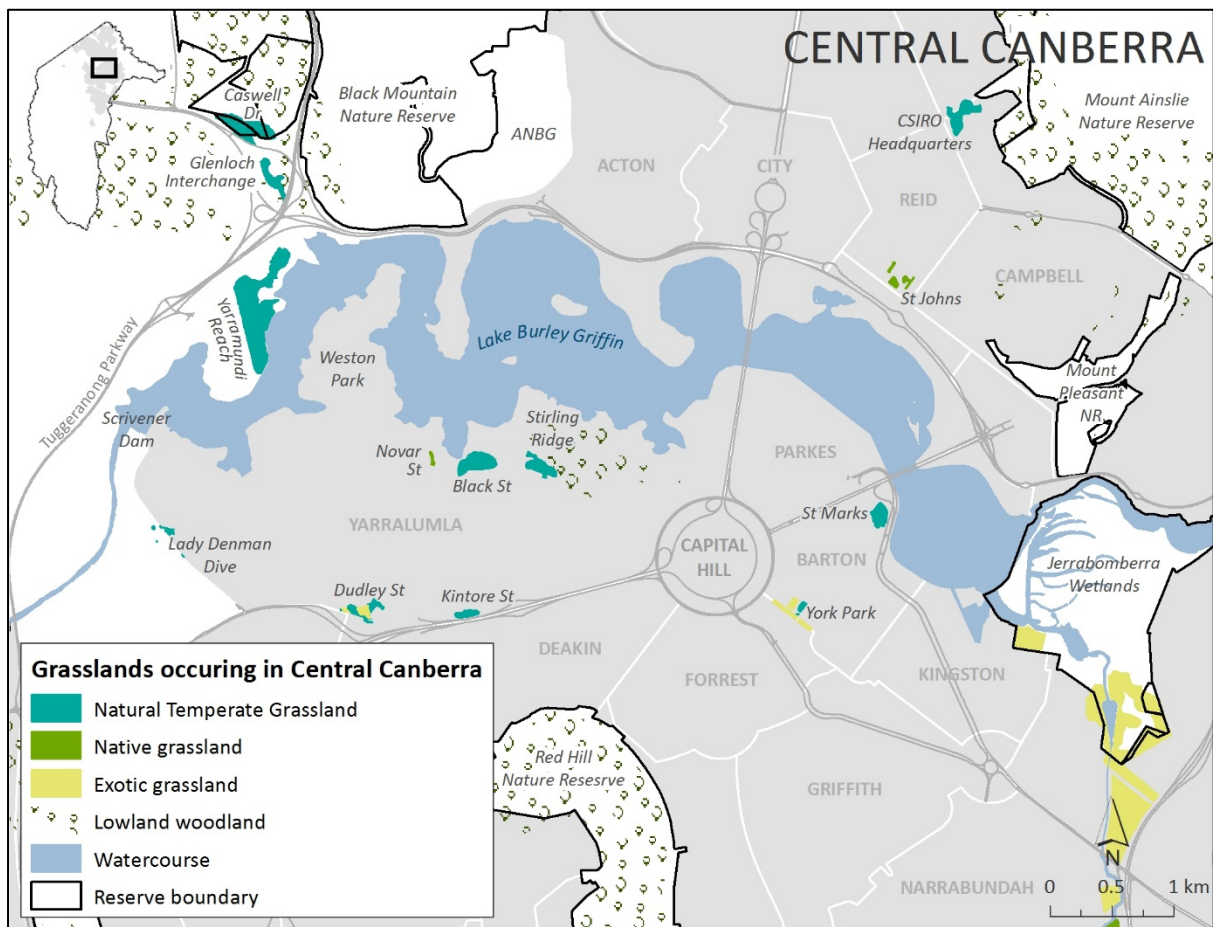 CENTRAL CANBERRA
Caswell
Dr
Black Mountain
Nature Reserve
ANBG
Mount Ainslie
Nature Reserve
CSIRO
Headquarters
Glenloch
Interchange
ACTON
CITY
REID
CAMPBELL
St Johns
Yarramundi
Reach
Lake Burley Griffin
Weston
Park
Tuggeranong Parkway
Scrivener
Dam
Mount
Pleasant
NR
Stirling
Ridge
Novar
St
Black St
PARKES
YARRALUMLA
St Marks
CAPITAL
HILL
BARTON
Lady Denman
Dive
Jerrabomberra
Wetlands
Dudley St
Kintore St
York Park
DEAKIN
FORREST
KINGSTON
Red Hill
Nature Resesrve
GRIFFITH
NARRABUNDAH
Grasslands occuring in Central Canberra
Natural Temperate Grassland
Native grassland
Exotic grassland
Lowland woodland
Watercourse
Reserve boundary
N
0 0.5 1 km